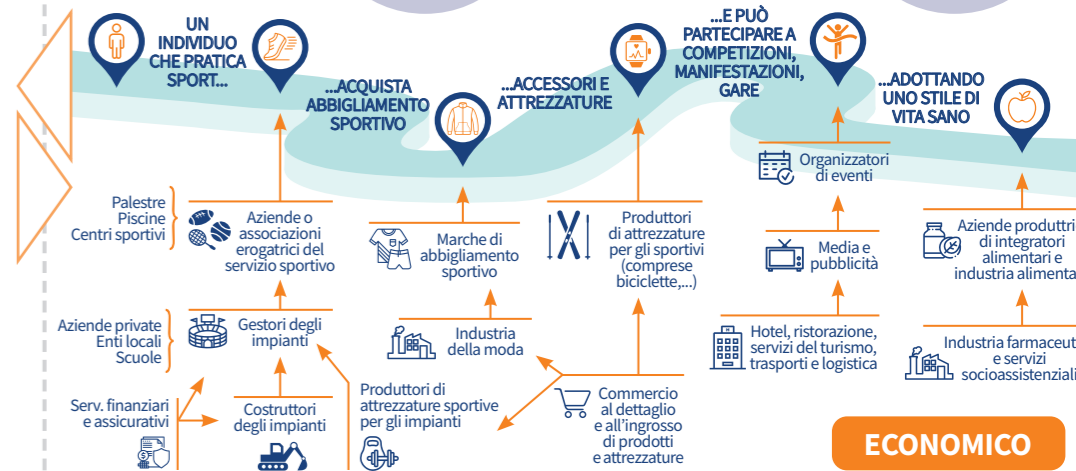 UN
INDIVIDUO
CHE PRATICA
SPORT...
...ACQUISTA
ABBIGLIAMENTO
SPORTIVO
...ACCESSORI E
ATTREZZATURE
...E PUÒ
PARTECIPARE A
COMPETIZIONI,
MANIFESTAZIONI,
GARE
...ADOTTANDO
UNO STILE DI
VITA SANO
Palestre
Piscine
Centri sportivi
Aziende o
associazioni
erogatrici del
servizio sportivo
Marche di
abbigliamento
sportivo
Produttori
di attrezzature
per gli sportivi
(comprese
biciclette,...)
Organizzatori
di eventi
Media e
pubblicità
Aziende produttri
di integratori
alimentari e
industria alimenta
Aziende private
Enti locali
Scuole
Gestori degli
impianti
Industria
della moda
Hotel, ristorazione,
servizi del turismo,
trasporti e logistica
Industria farmaceut
e servizi
socioassistenziali
Serv. finanziari
e assicurativi
Costruttori
degli impianti
Produttori di
attrezzature sportive
per gli impianti
Commercio
al dettaglio
e all'ingrosso
di prodotti
e attrezzature
ECONOMICO